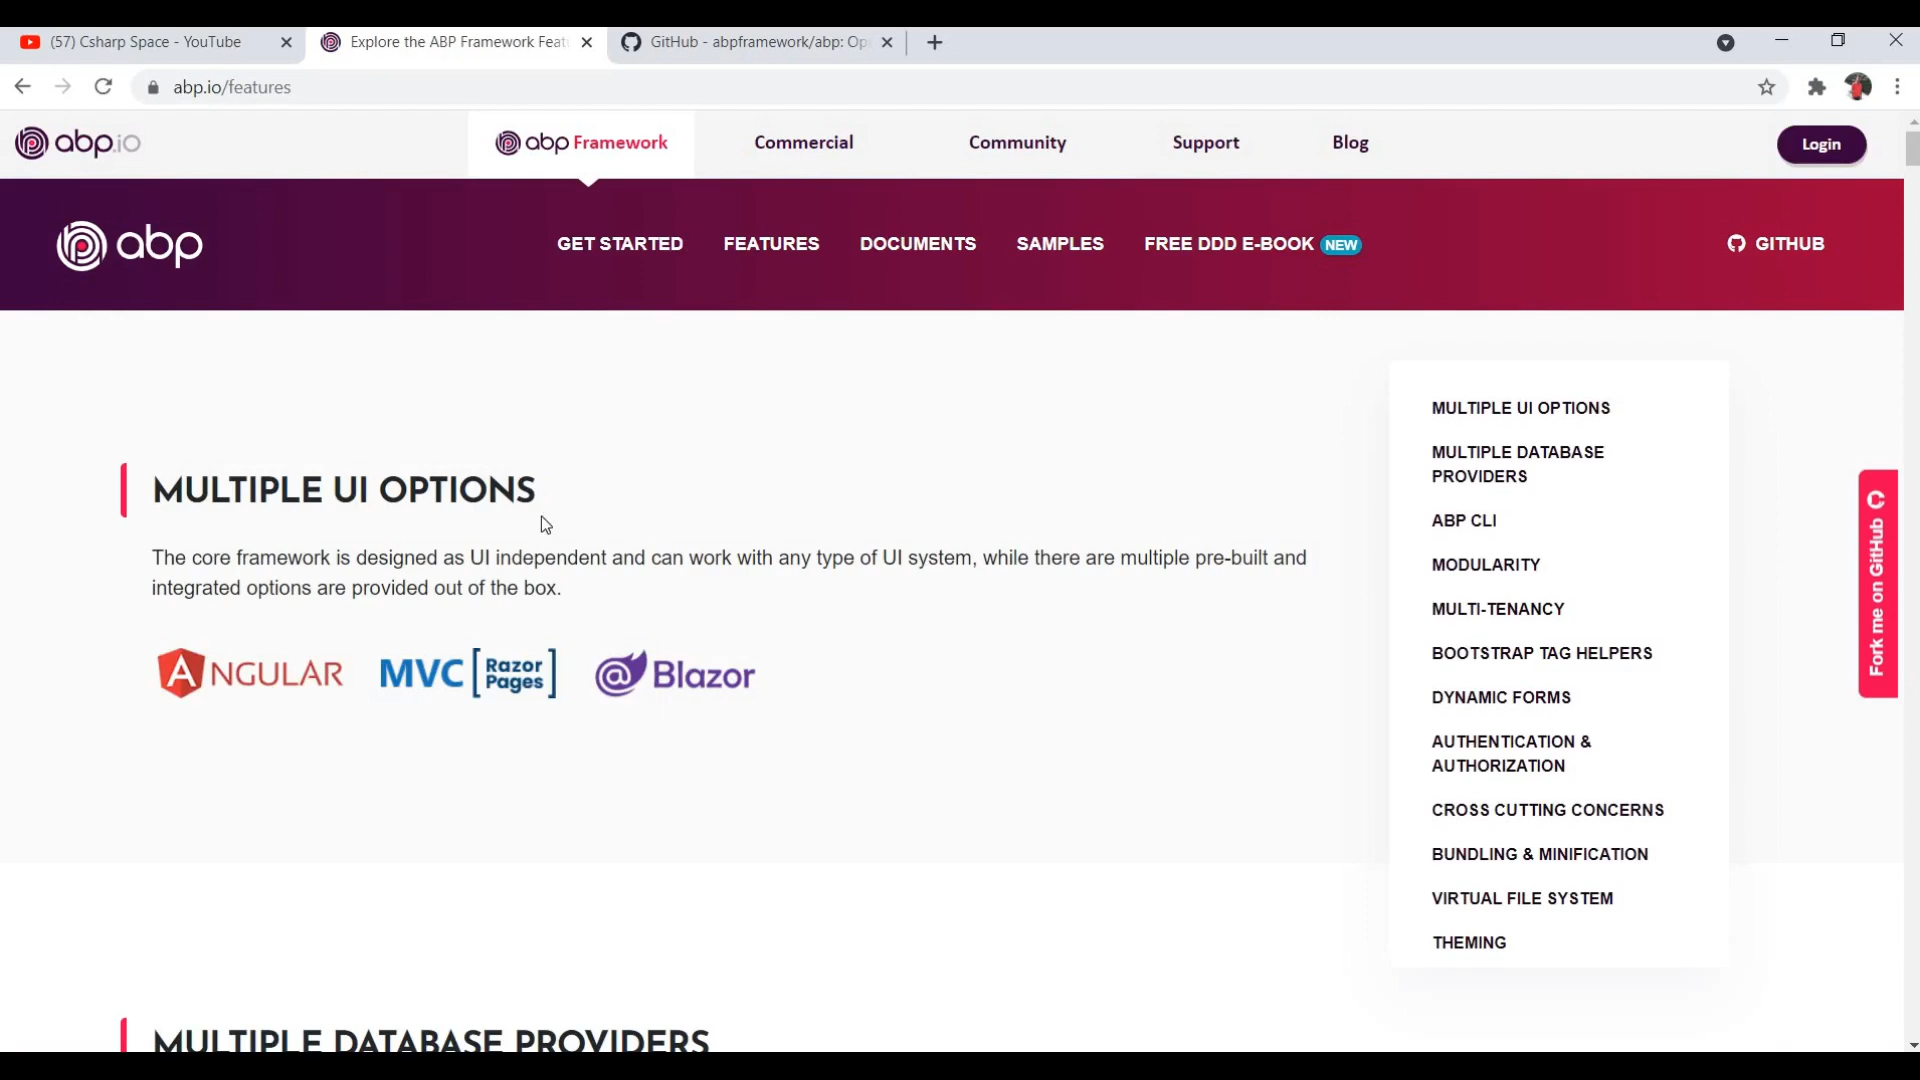 (57) Csharp Space - YouTube
Explore the ABP Framework Feat
GitHub - abpframework/abp: Op
abp.io/features
abp.io
abp Framework
Commercial
Community
Support
Blog
Login
abp
GET STARTED
FEATURES
DOCUMENTS
SAMPLES
FREE DDD E-BOOK NEW
GITHUB
MULTIPLE UI OPTIONS
The core framework is designed as UI independent and can work with any type of UI system, while there are multiple pre-built and
integrated options are provided out of the box.
ANGULAR
MVC [Razor
Pages]
@ Blazor
MULTIPLE UI OPTIONS
MULTIPLE DATABASE
PROVIDERS
ABP CLI
MODULARITY
MULTI-TENANCY
BOOTSTRAP TAG HELPERS
DYNAMIC FORMS
AUTHENTICATION &
AUTHORIZATION
CROSS CUTTING CONCERNS
BUNDLING & MINIFICATION
VIRTUAL FILE SYSTEM
THEMING
Fork me on GitHub
MULTIPLE DATABASE PROVIDERS